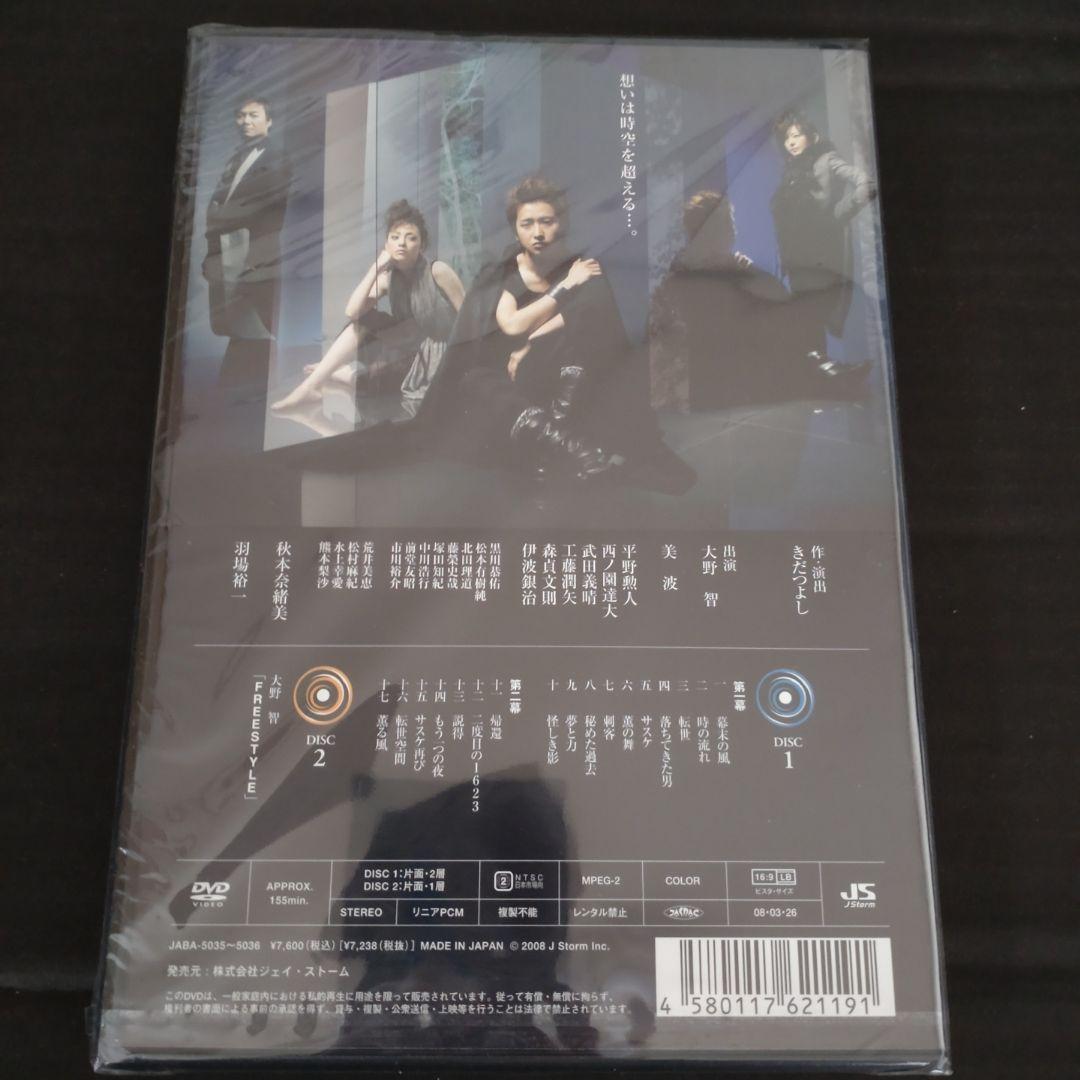 想いは時空を超える…。
作・演出
きだつよし
出演
大野 智
美 波
平野勲人
西ノ園達大
武田義晴
工藤潤矢
森貞文則
伊波銀治
黒川恭佑
松本有樹純
北田理道
藤榮史哉
塚田知紀
中川浩行
前堂友昭
市川裕介
荒井美恵
松村麻紀
水上幸愛
熊本梨沙
秋本奈緒美
羽場裕一
DISC
1
第一幕
一 幕末の風
二 時の流れ
三 転世
四 落ちてきた男
五 サスケ
六 薫の舞
七 刺客
八 秘めた過去
九 夢と力
十 怪しき影
第二幕
十一 帰還
十二 二度目の1623
十三 説得
十四 もう一つの夜
十五 サスケ再び
十六 転世空間
十七 薫る風
DISC
2
大野 智
「FREESTYLE」
DVD
VIDEO
APPROX.
155min.
DISC 1:片面・2層
DISC 2:片面・1層
2 NTSC
日本市場向
MPEG-2
COLOR
16:9 LB
ビスタ・サイズ
STEREO
リニアPCM
複製不能
レンタル禁止
JASRAC
08・03・26
JS
J Storm
JABA-5035〜5036 ¥7,600(税込)[¥7,238(税抜)] MADE IN JAPAN © 2008 J Storm Inc.
発売元:株式会社ジェイ・ストーム
このDVDは、一般家庭内における私的再生に用途を限って販売されています。従って有償・無償に拘らず、
権利者の書面による事前の承諾を得ず、貸与・複製・公衆送信・上映等を行うことは法律で禁止されています。
4 580117 621191